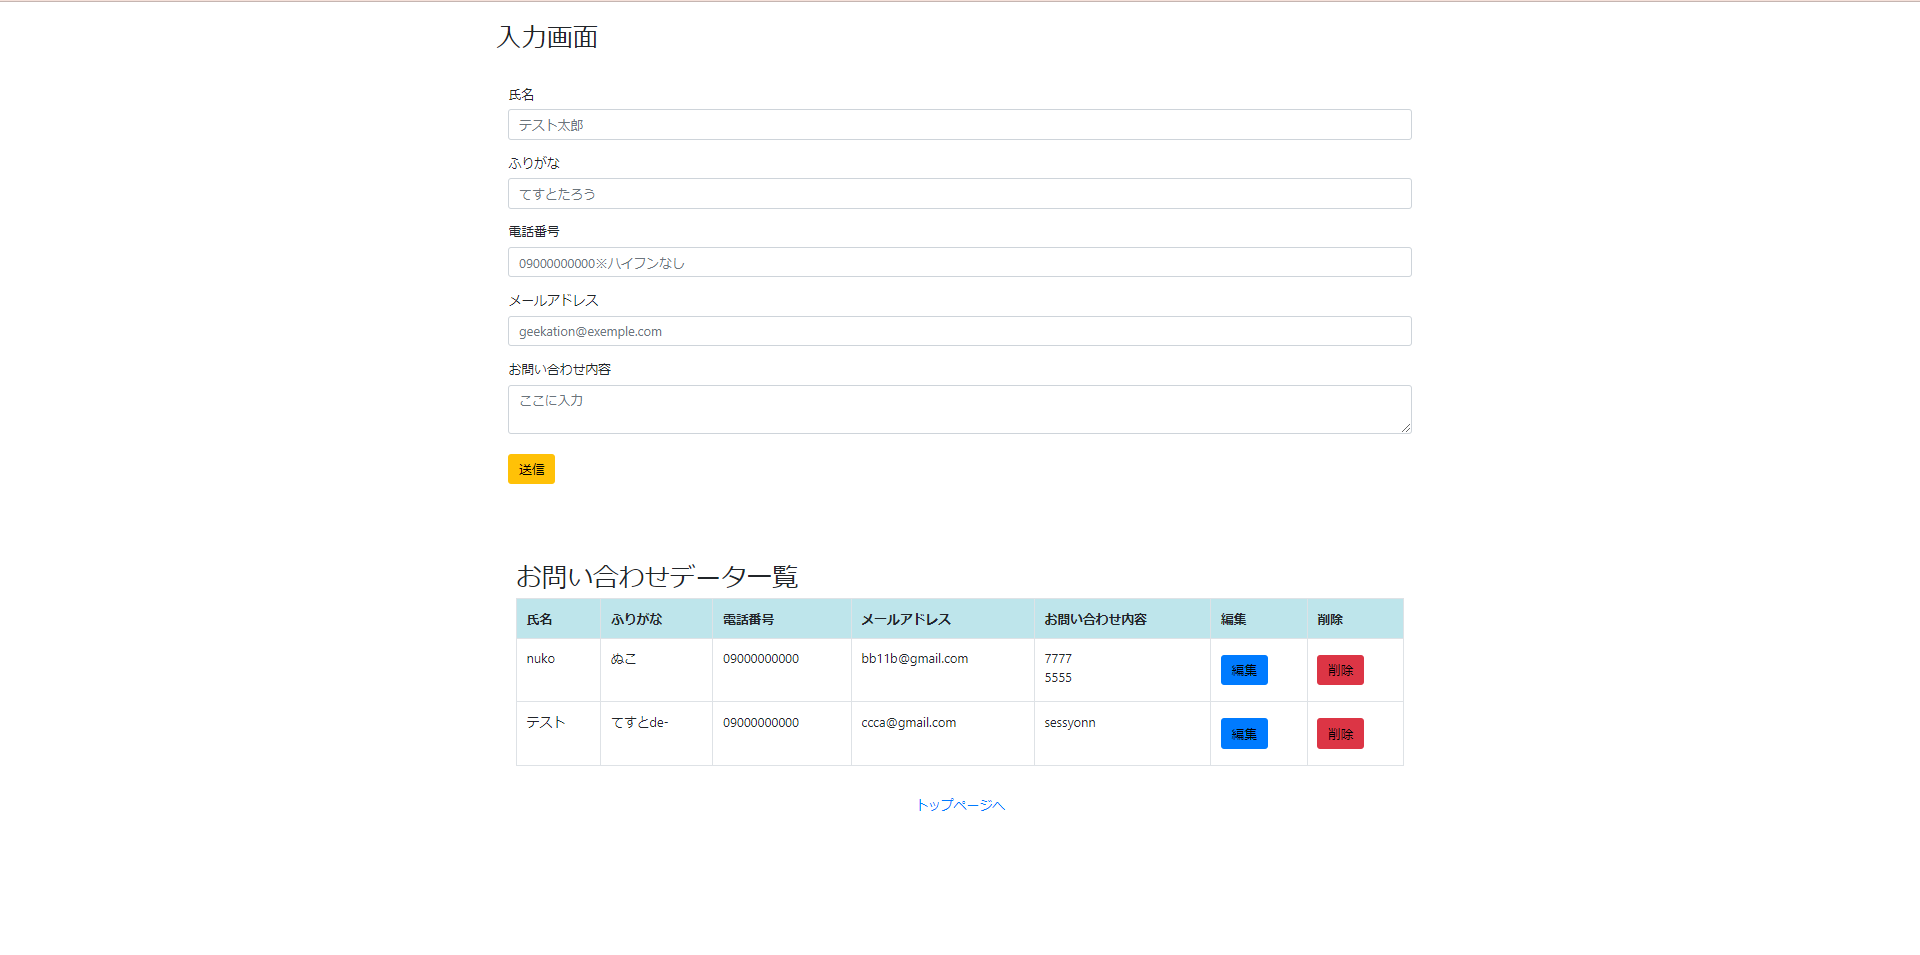 入力画面
氏名
テスト太郎
ふりがな
てすとたろう
電話番号
09000000000※ハイフンなし
メールアドレス
geekation@exemple.com
お問い合わせ内容
ここに入力
送信
お問い合わせデータ一覧
氏名 ふりがな 電話番号 メールアドレス お問い合わせ内容 編集 削除
nuko ぬこ 09000000000 bb11b@gmail.com 7777
5555 編集 削除
テスト てすとde- 09000000000 ccca@gmail.com sessyonn 編集 削除
トップページへ